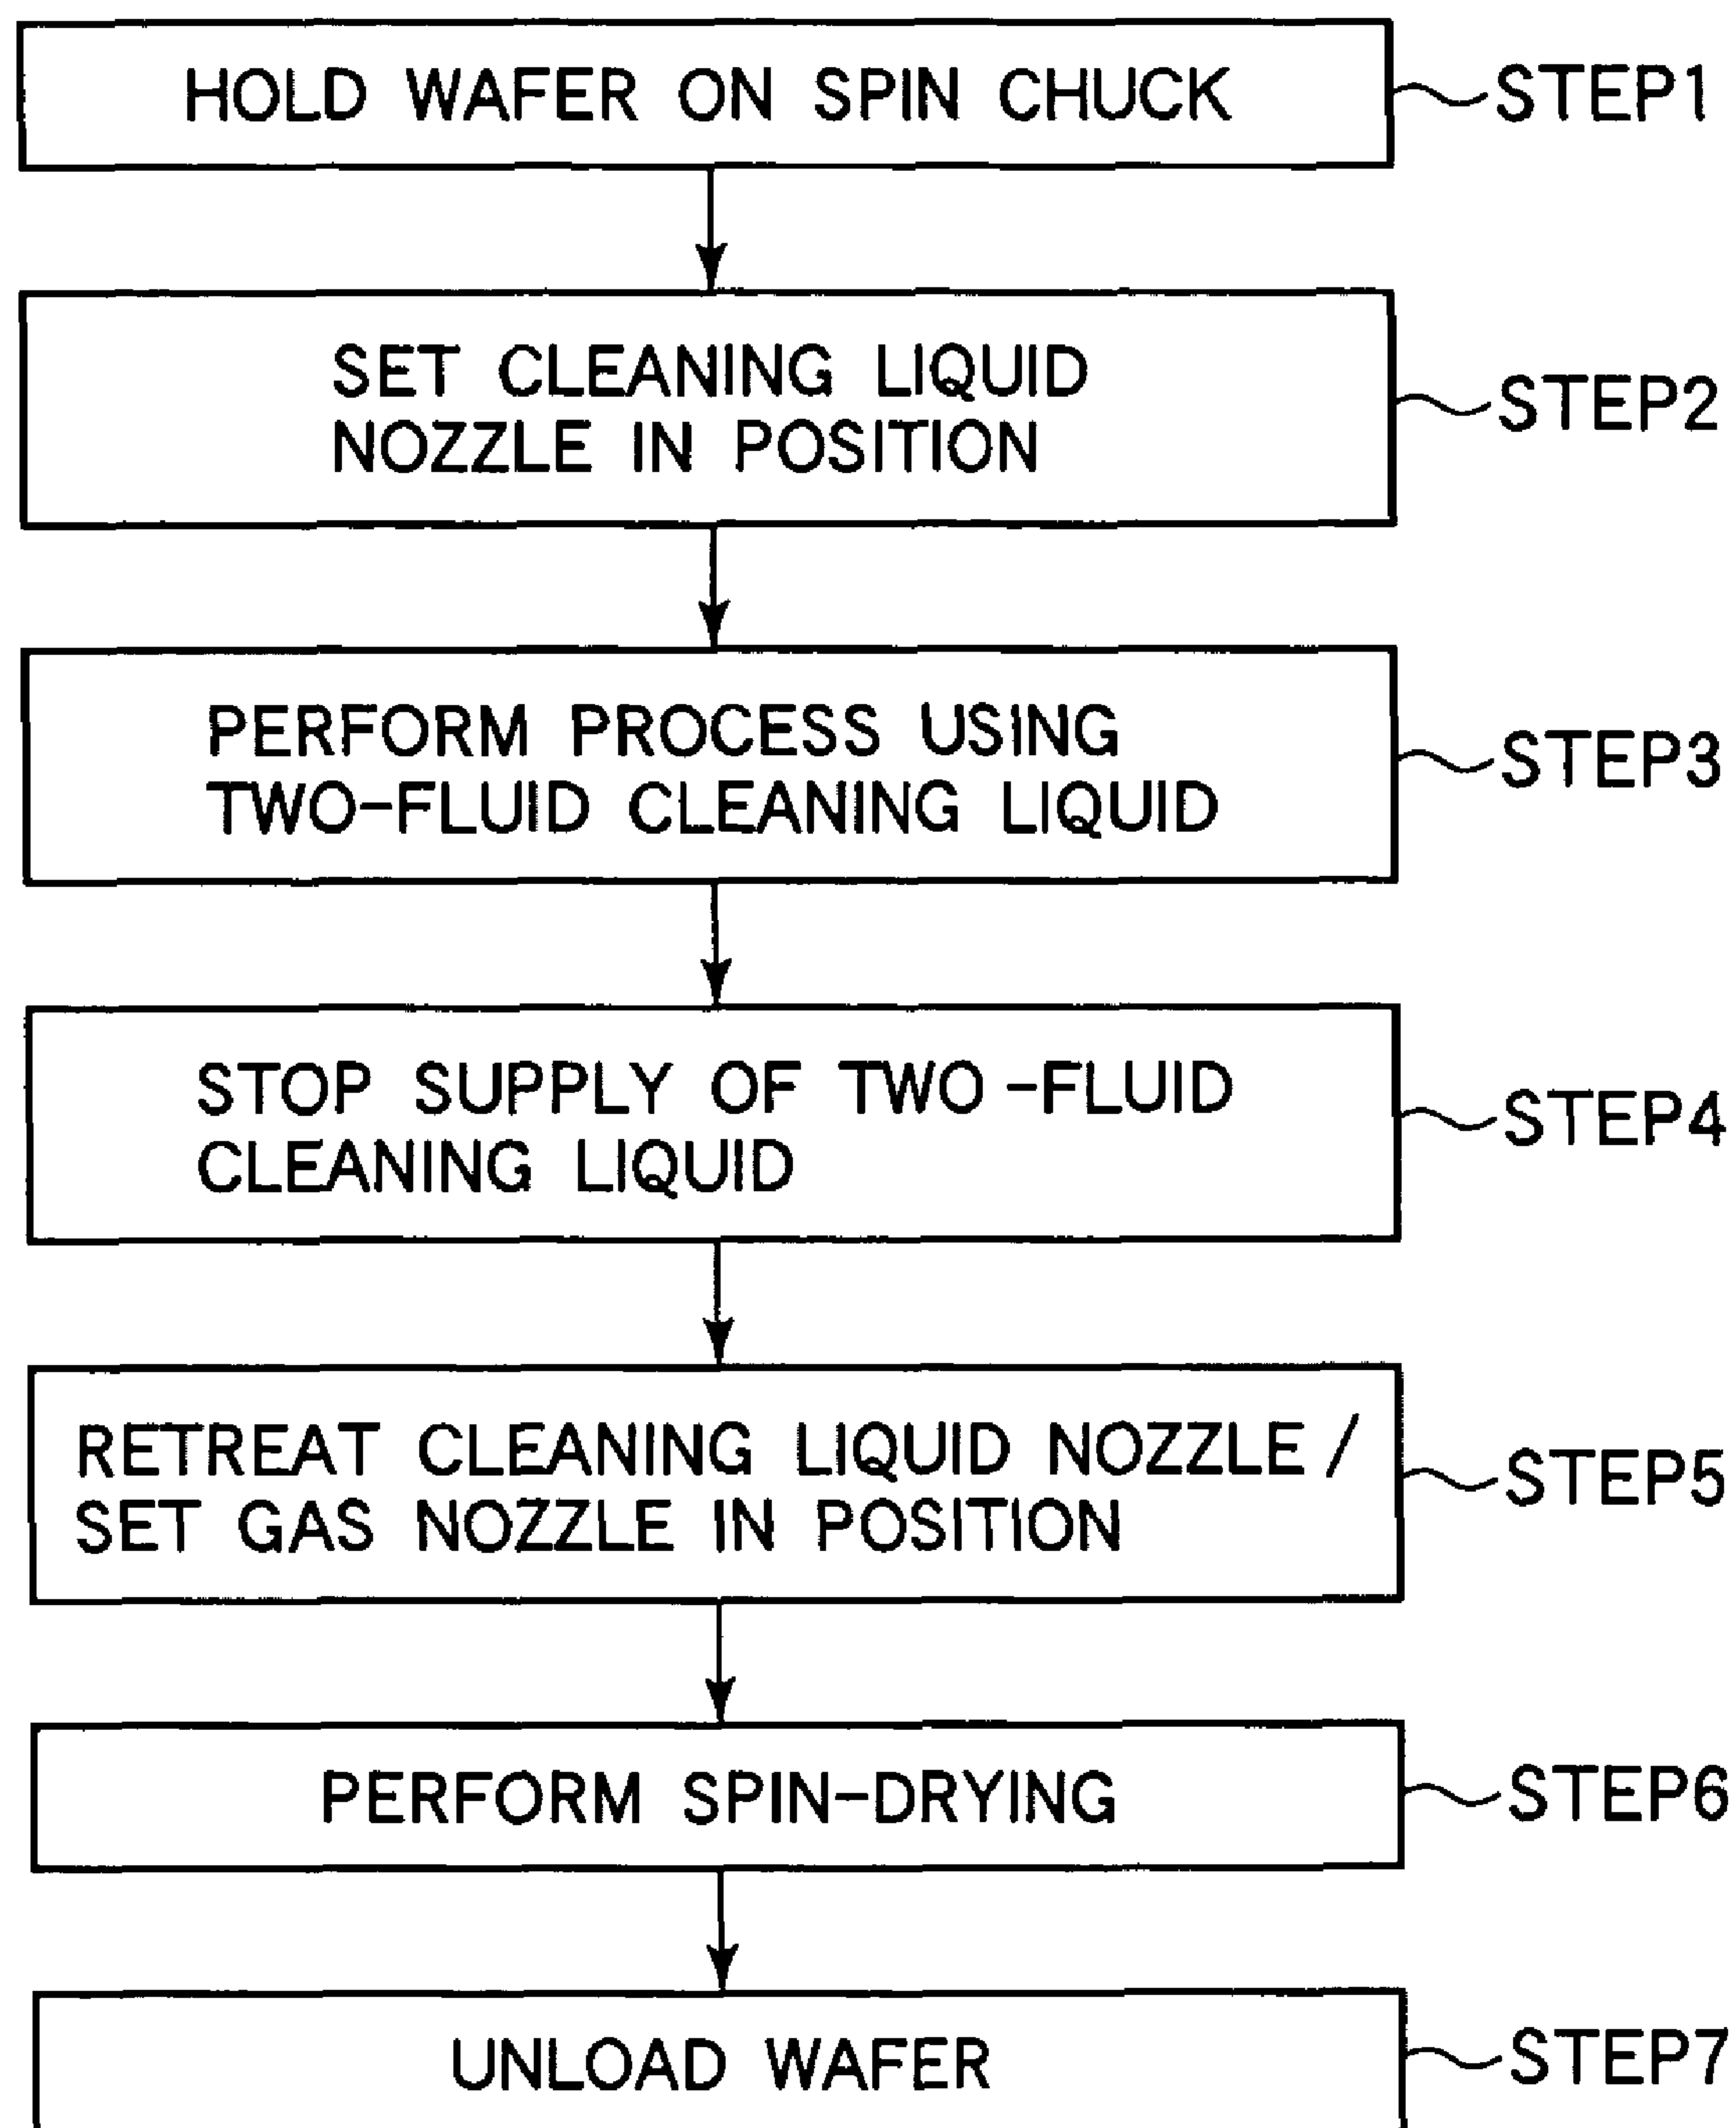 HOLD WAFER ON SPIN CHUCK
STEP1
SET CLEANING LIQUID
NOZZLE IN POSITION
STEP2
PERFORM PROCESS USING
TWO-FLUID CLEANING LIQUID
STEP3
STOP SUPPLY OF TWO-FLUID
CLEANING LIQUID
STEP4
RETREAT CLEANING LIQUID NOZZLE /
SET GAS NOZZLE IN POSITION
STEP5
PERFORM SPIN-DRYING
STEP6
UNLOAD WAFER
STEP7